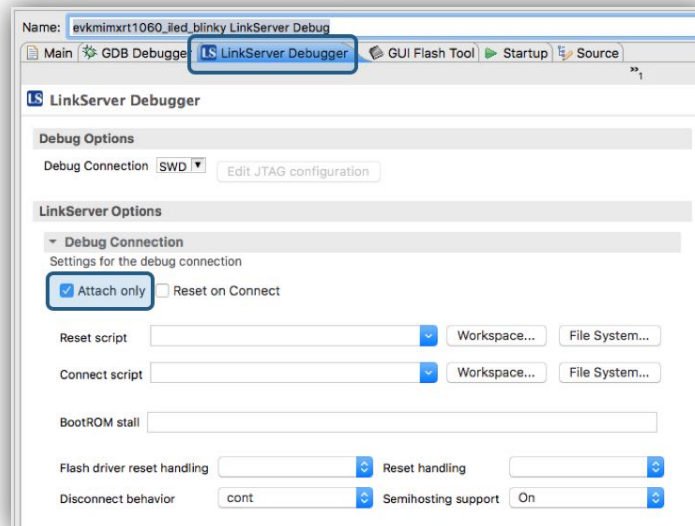 Name: evkmimxrt1060_iled_blinky LinkServer Debug
Main GDB Debugger LS LinkServer Debugger GUI Flash Tool Startup Source
»1
LS LinkServer Debugger
Debug Options
Debug Connection SWD Edit JTAG configuration
LinkServer Options
Debug Connection
Settings for the debug connection
Attach only Reset on Connect
Reset script Workspace... File System...
Connect script Workspace... File System...
BootROM stall
Flash driver reset handling Reset handling
Disconnect behavior cont Semihosting support On